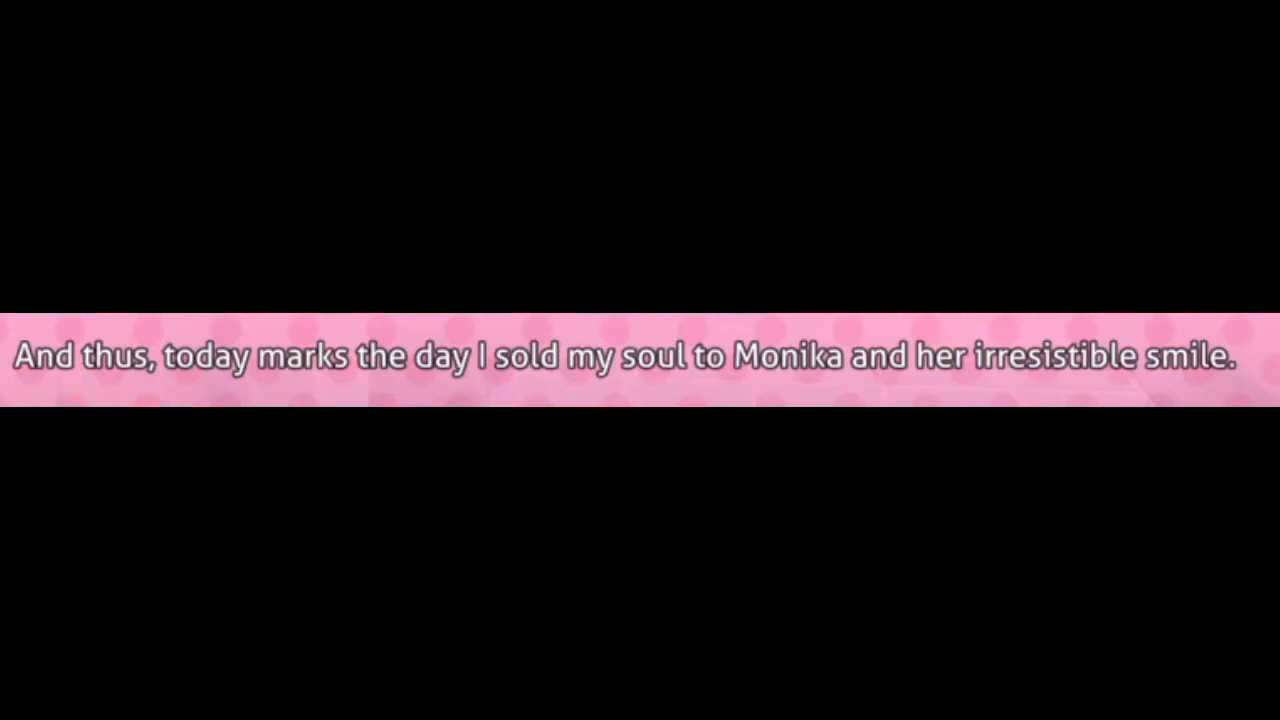 And thus, today marks the day I sold my soul to Monika and her irresistible smile.